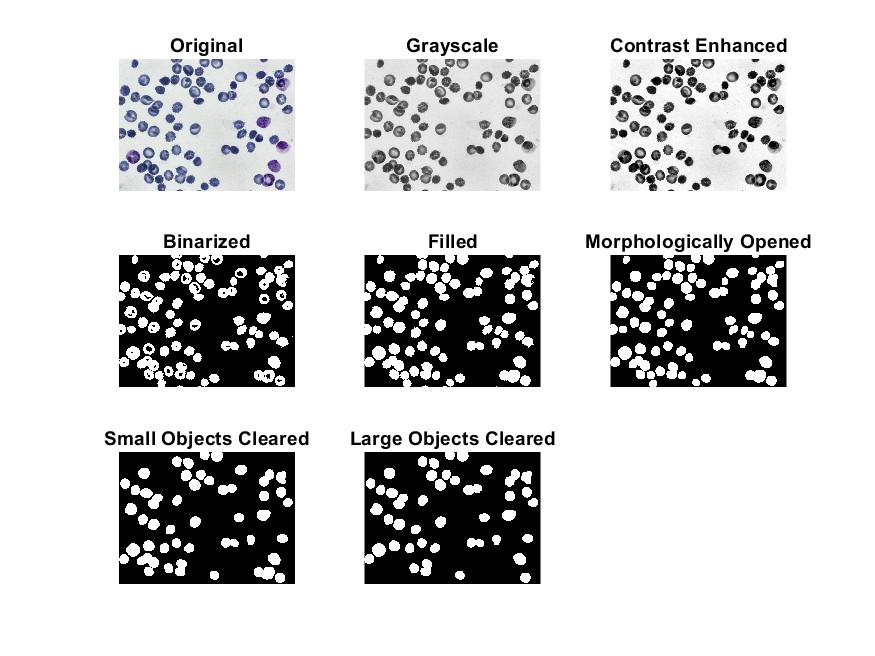 Original
Grayscale
Contrast Enhanced
Binarized
Filled
Morphologically Opened
Small Objects Cleared
Large Objects Cleared